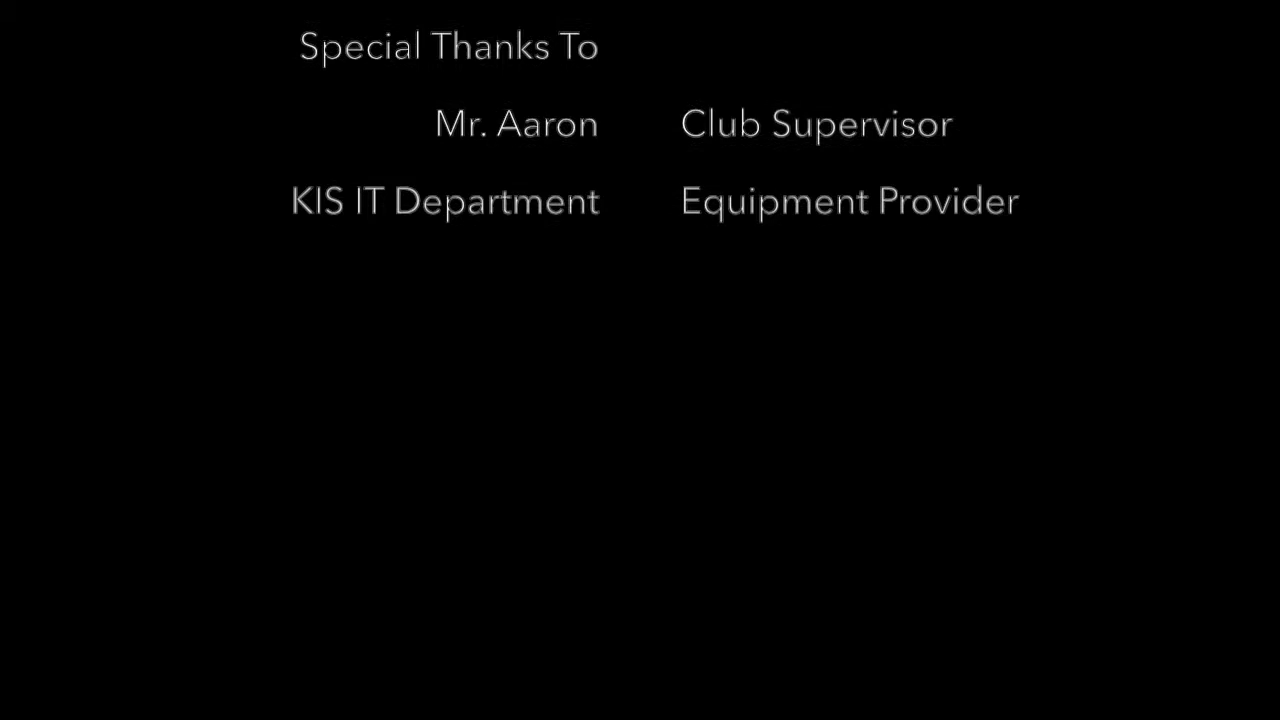 Special Thanks To
Mr. Aaron Club Supervisor
KIS IT Department Equipment Provider